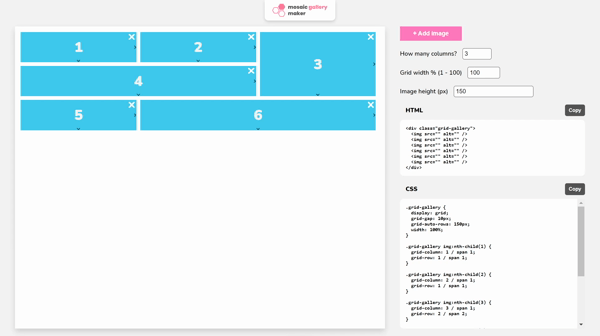 mosaic gallery
maker
1
2
3
4
5
6
+ Add image
How many columns? 3
Grid width % (1 - 100) 100
Image height (px) 150
HTML
Copy
<div class="grid-gallery">
<img src="" alt="" />
<img src="" alt="" />
<img src="" alt="" />
<img src="" alt="" />
<img src="" alt="" />
<img src="" alt="" />
</div>
CSS
Copy
.grid-gallery {
display: grid;
grid-gap: 10px;
grid-auto-rows: 150px;
width: 100%;
}
.grid-gallery img:nth-child(1) {
grid-column: 1 / span 1;
grid-row: 1 / span 1;
}
.grid-gallery img:nth-child(2) {
grid-column: 2 / span 1;
grid-row: 1 / span 1;
}
.grid-gallery img:nth-child(3) {
grid-column: 3 / span 1;
grid-row: 2 / span 2;
}